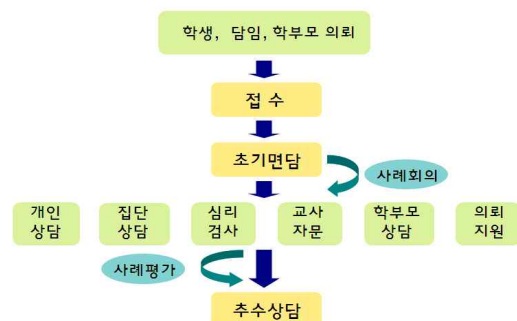 학생, 담임, 학부모 의뢰
접 수
초기면담
사례회의
개인
상담
집단
상담
심리
검사
교사
자문
학부모
상담
의뢰
지원
사례평가
추수상담